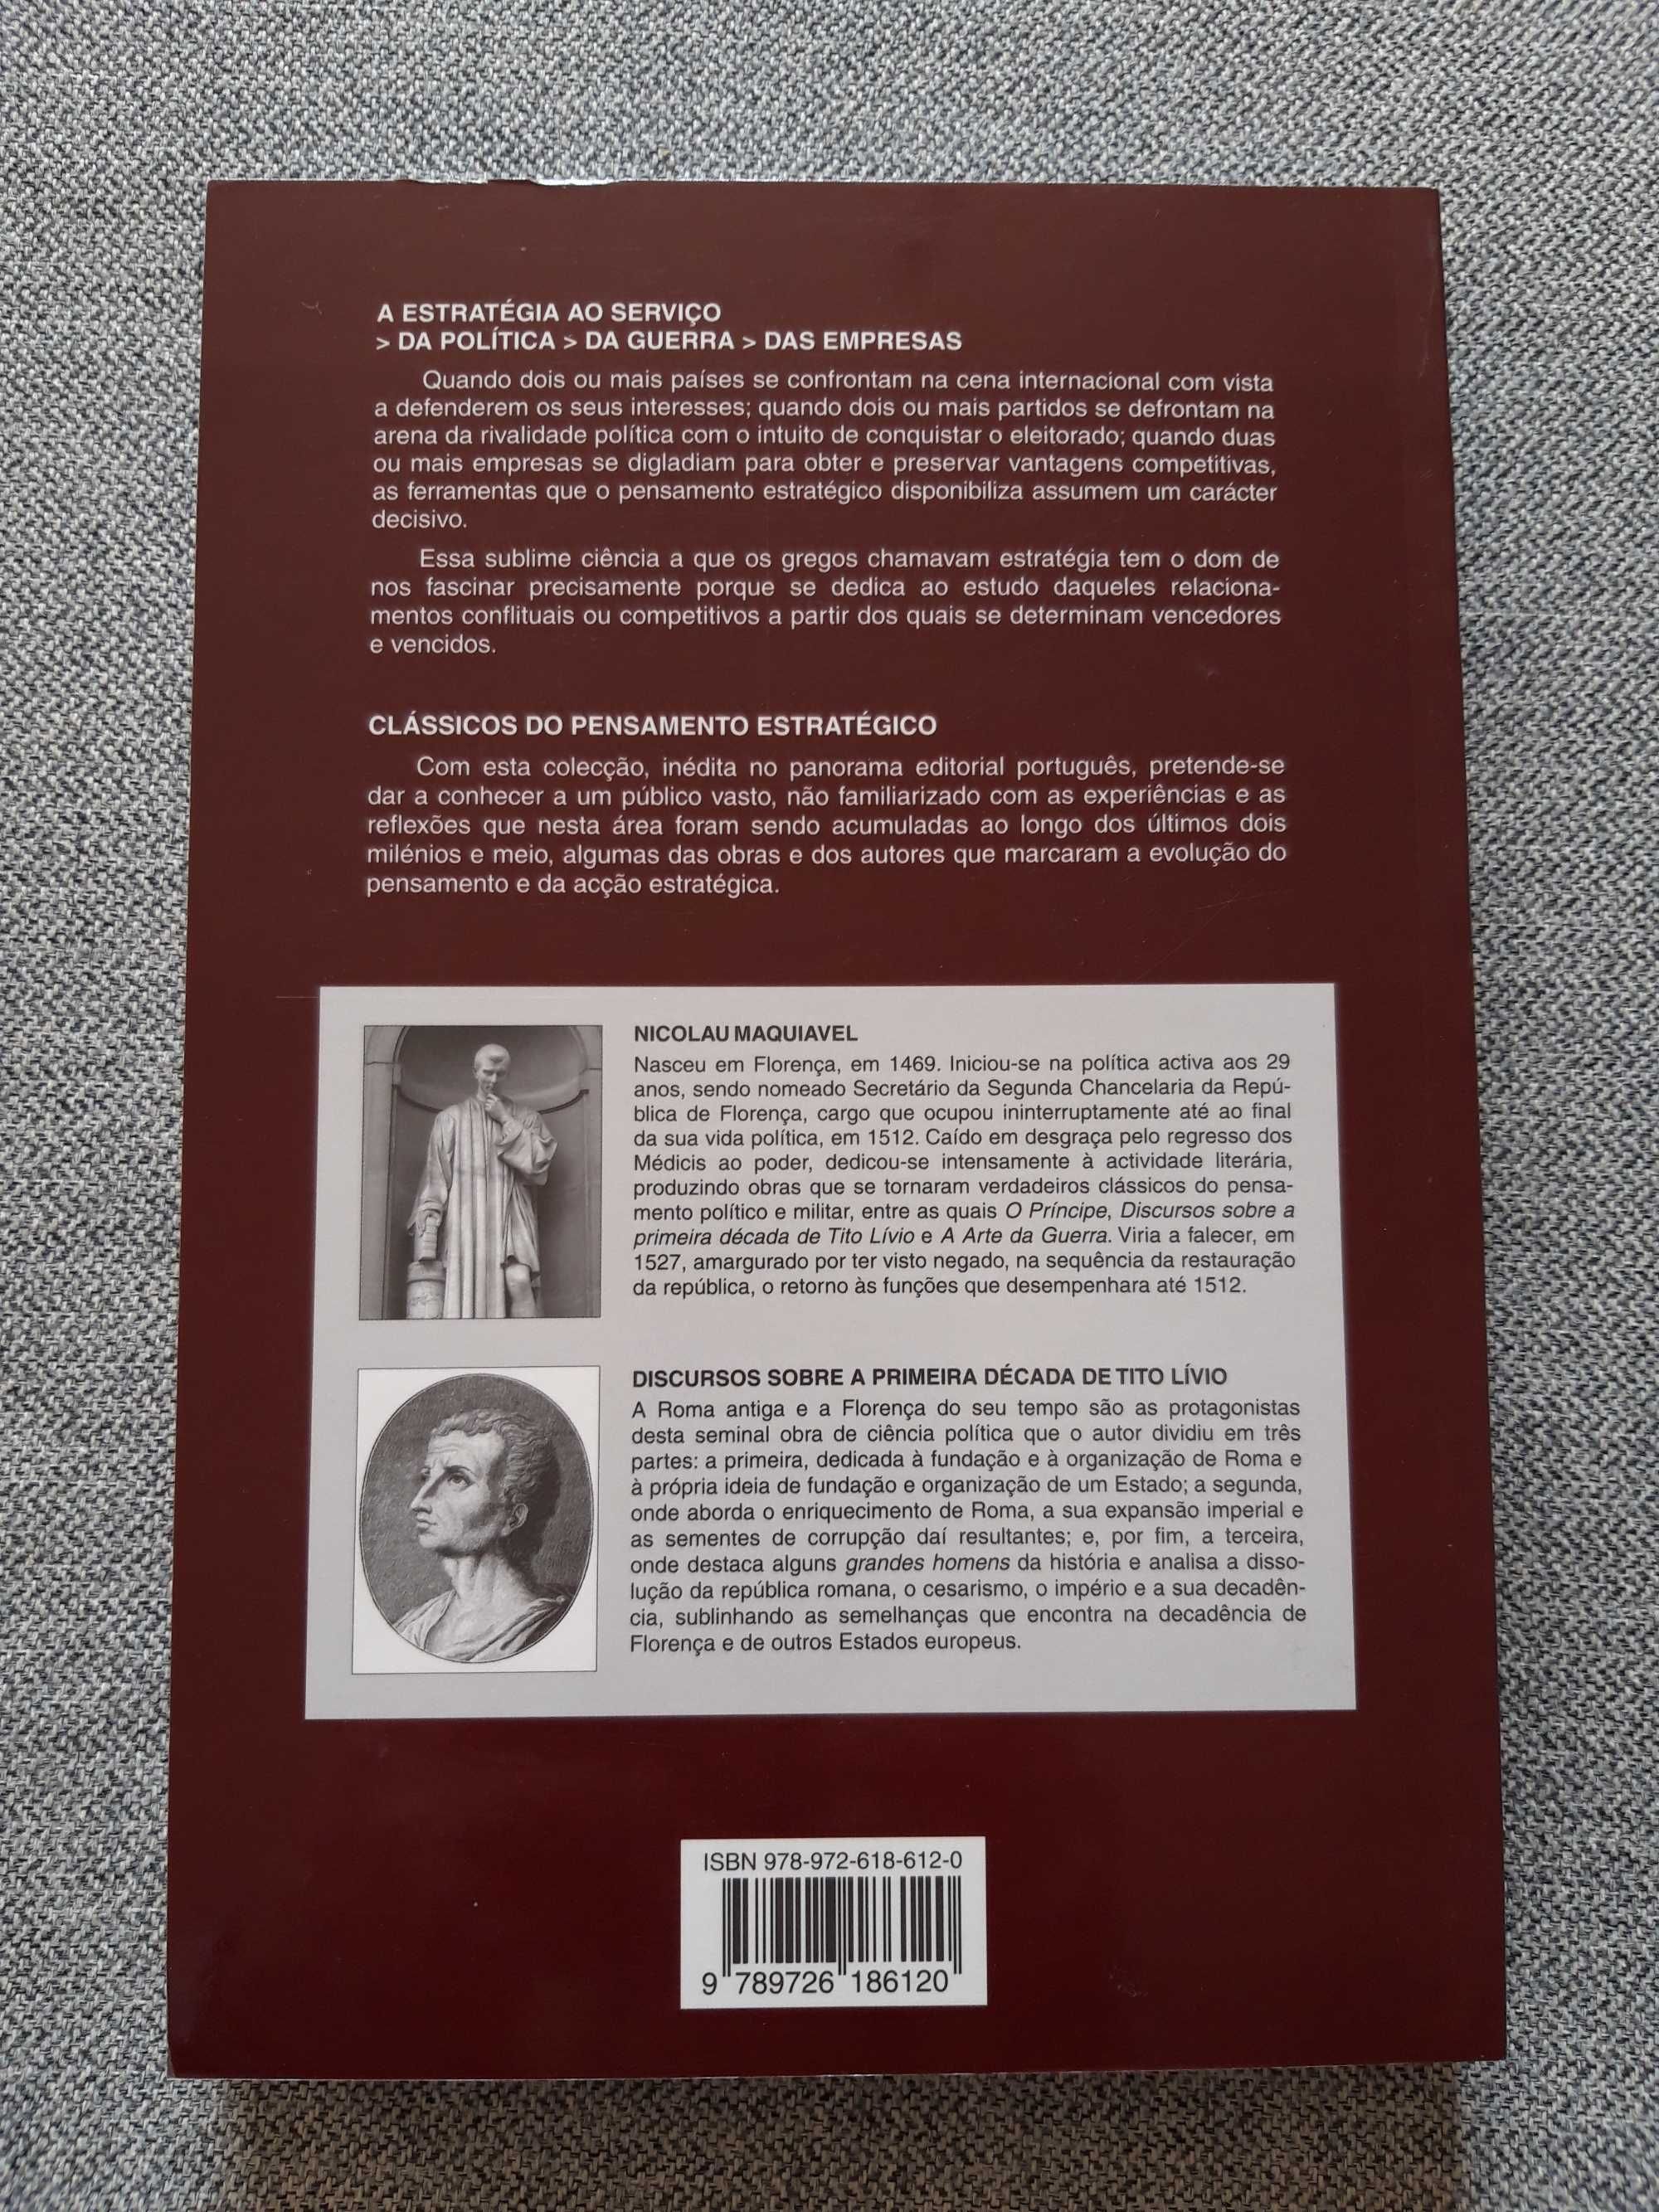 A ESTRATÉGIA AO SERVIÇO
> DA POLÍTICA > DA GUERRA > DAS EMPRESAS
Quando dois ou mais países se confrontam na cena internacional com vista
a defenderem os seus interesses; quando dois ou mais partidos se defrontam na
arena da rivalidade política com o intuito de conquistar o eleitorado; quando duas
ou mais empresas se digladiam para obter e preservar vantagens competitivas,
as ferramentas que o pensamento estratégico disponibiliza assumem um carácter
decisivo.
Essa sublime ciência a que os gregos chamavam estratégia tem o dom de
nos fascinar precisamente porque se dedica ao estudo daqueles relaciona-
mentos conflituais ou competitivos a partir dos quais se determinam vencedores
e vencidos.
CLÁSSICOS DO PENSAMENTO ESTRATÉGICO
Com esta colecção, inédita no panorama editorial português, pretende-se
dar a conhecer a um público vasto, não familiarizado com as experiências e as
reflexões que nesta área foram sendo acumuladas ao longo dos últimos dois
milénios e meio, algumas das obras e dos autores que marcaram a evolução do
pensamento e da acção estratégica.
NICOLAU MAQUIAVEL
Nasceu em Florença, em 1469. Iniciou-se na política activa aos 29
anos, sendo nomeado Secretário da Segunda Chancelaria da Repú-
blica de Florença, cargo que ocupou ininterruptamente até ao final
da sua vida política, em 1512. Caído em desgraça pelo regresso dos
Médicis ao poder, dedicou-se intensamente à actividade literária,
produzindo obras que se tornaram verdadeiros clássicos do pensa-
mento político e militar, entre as quais O Príncipe, Discursos sobre a
primeira década de Tito Lívio e A Arte da Guerra. Viria a falecer, em
1527, amargurado por ter visto negado, na sequência da restauração
da república, o retorno às funções que desempenhara até 1512.
DISCURSOS SOBRE A PRIMEIRA DÉCADA DE TITO LÍVIO
A Roma antiga e a Florença do seu tempo são as protagonistas
desta seminal obra de ciência política que o autor dividiu em três
partes: a primeira, dedicada à fundação e à organização de Roma e
à própria ideia de fundação e organização de um Estado; a segunda,
onde aborda o enriquecimento de Roma, a sua expansão imperial e
as sementes de corrupção daí resultantes; e, por fim, a terceira,
onde destaca alguns grandes homens da história e analisa a disso-
lução da república romana, o cesarismo, o império e a sua decadên-
cia, sublinhando as semelhanças que encontra na decadência de
Florença e de outros Estados europeus.
ISBN 978-972-618-612-0
9 789726 186120